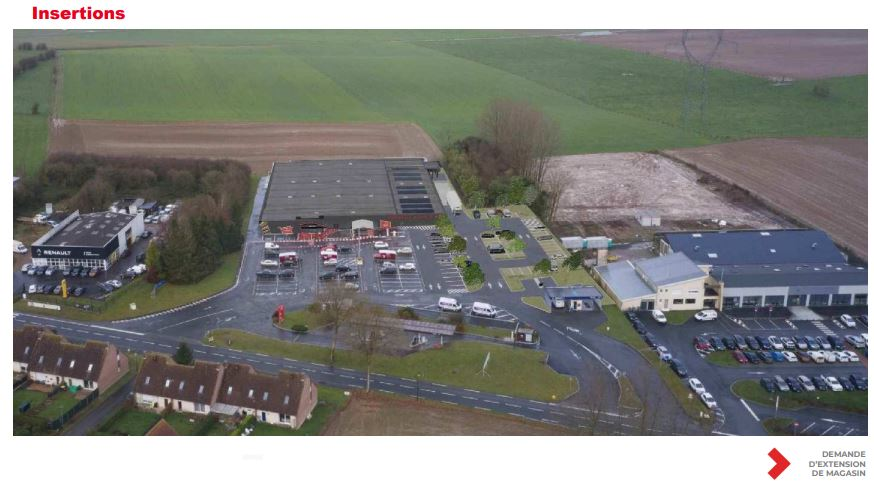 Insertions
RENAULT
DEMANDE
D'EXTENSION
DE MAGASIN